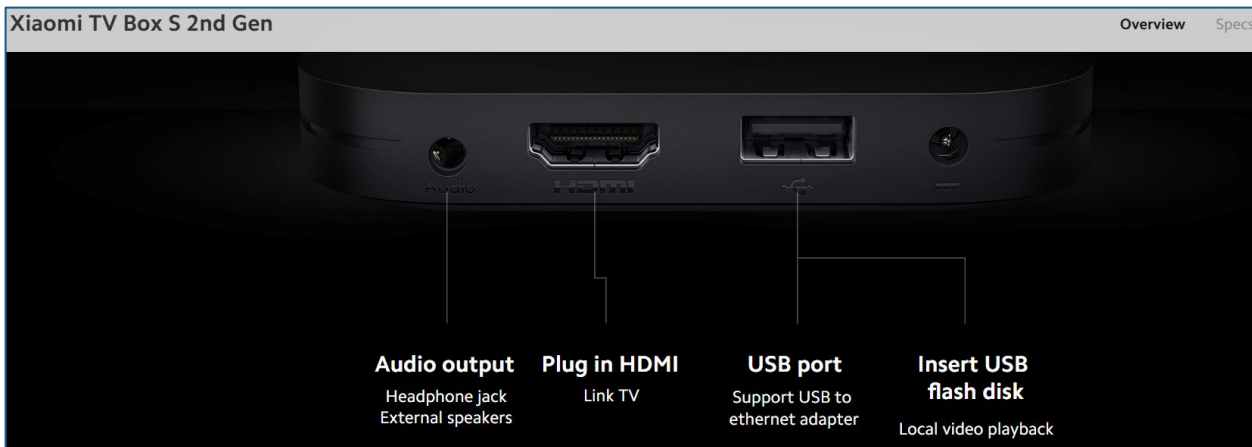 Xiaomi TV Box S 2nd Gen
Overview Specs
Audio
HDMI
Audio output
Headphone jack
External speakers
Plug in HDMI
Link TV
USB port
Support USB to
ethernet adapter
Insert USB
flash disk
Local video playback